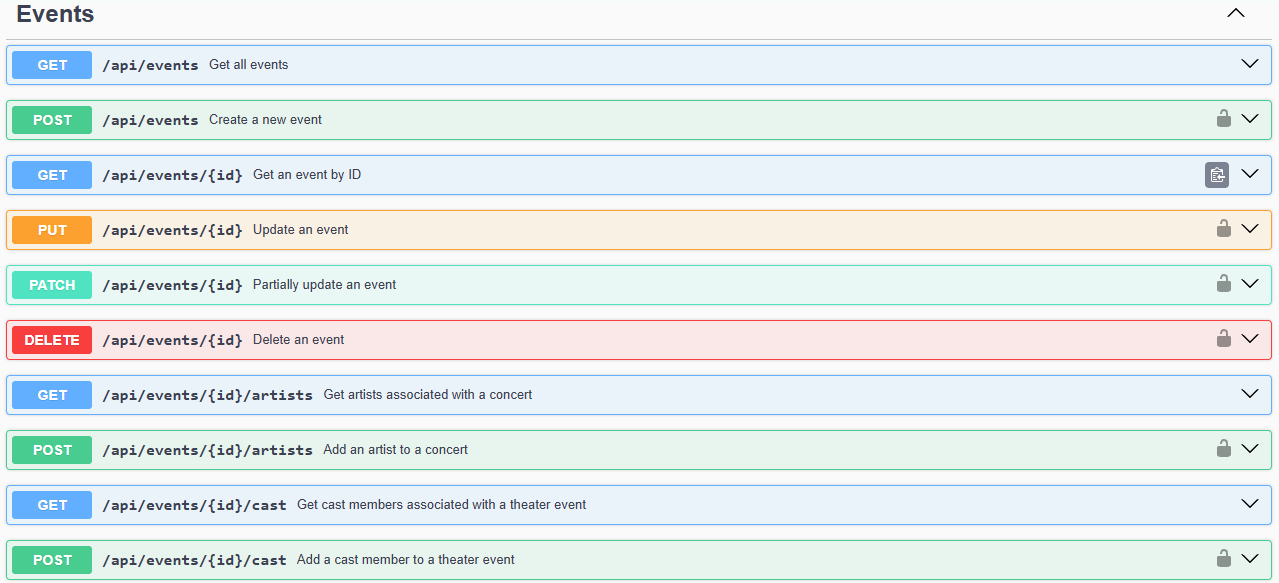 Events
GET /api/events Get all events
POST /api/events Create a new event
GET /api/events/{id} Get an event by ID
PUT /api/events/{id} Update an event
PATCH /api/events/{id} Partially update an event
DELETE /api/events/{id} Delete an event
GET /api/events/{id}/artists Get artists associated with a concert
POST /api/events/{id}/artists Add an artist to a concert
GET /api/events/{id}/cast Get cast members associated with a theater event
POST /api/events/{id}/cast Add a cast member to a theater event